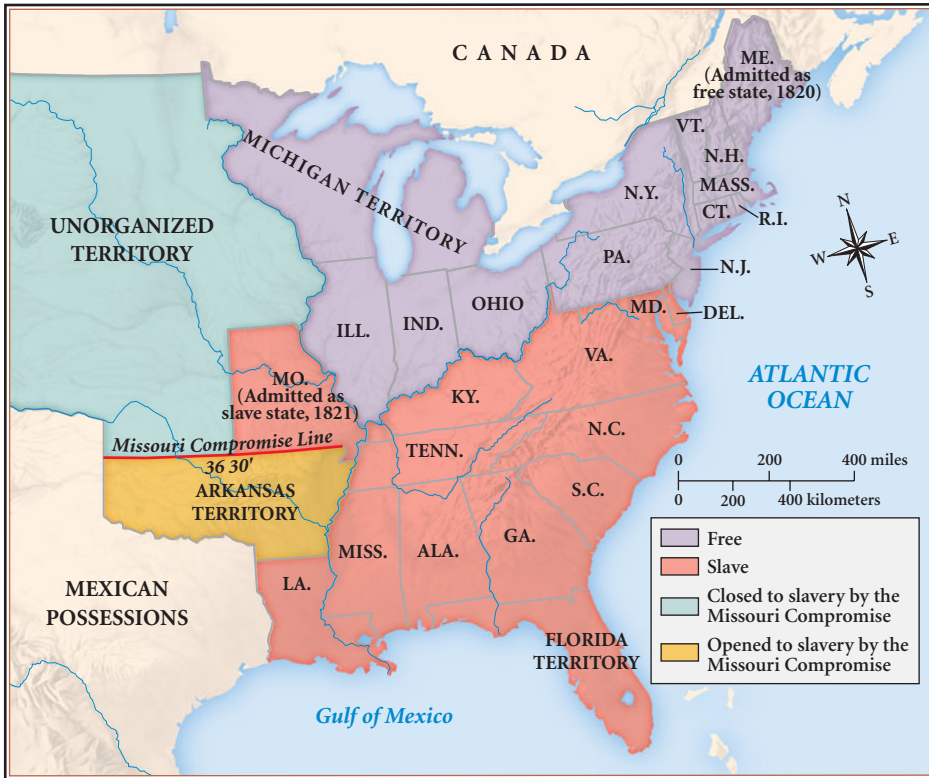 CANADA
ME.
(Admitted as
free state, 1820)
VT.
N.H.
MICHIGAN TERRITORY
N.Y.
MASS.
CT.
R.I.
UNORGANIZED
TERRITORY
PA.
N.J.
N
W
E
S
OHIO
MD.
DEL.
ILL.
IND.
VA.
MO.
(Admitted as
slave state, 1821)
KY.
ATLANTIC
OCEAN
Missouri Compromise Line
36 30'
TENN.
N.C.
0 200 400 miles
0 200 400 kilometers
ARKANSAS
TERRITORY
S.C.
MISS.
ALA.
GA.
LA.
MEXICAN
POSSESSIONS
FLORIDA
TERRITORY
Gulf of Mexico
Free
Slave
Closed to slavery by the
Missouri Compromise
Opened to slavery by the
Missouri Compromise